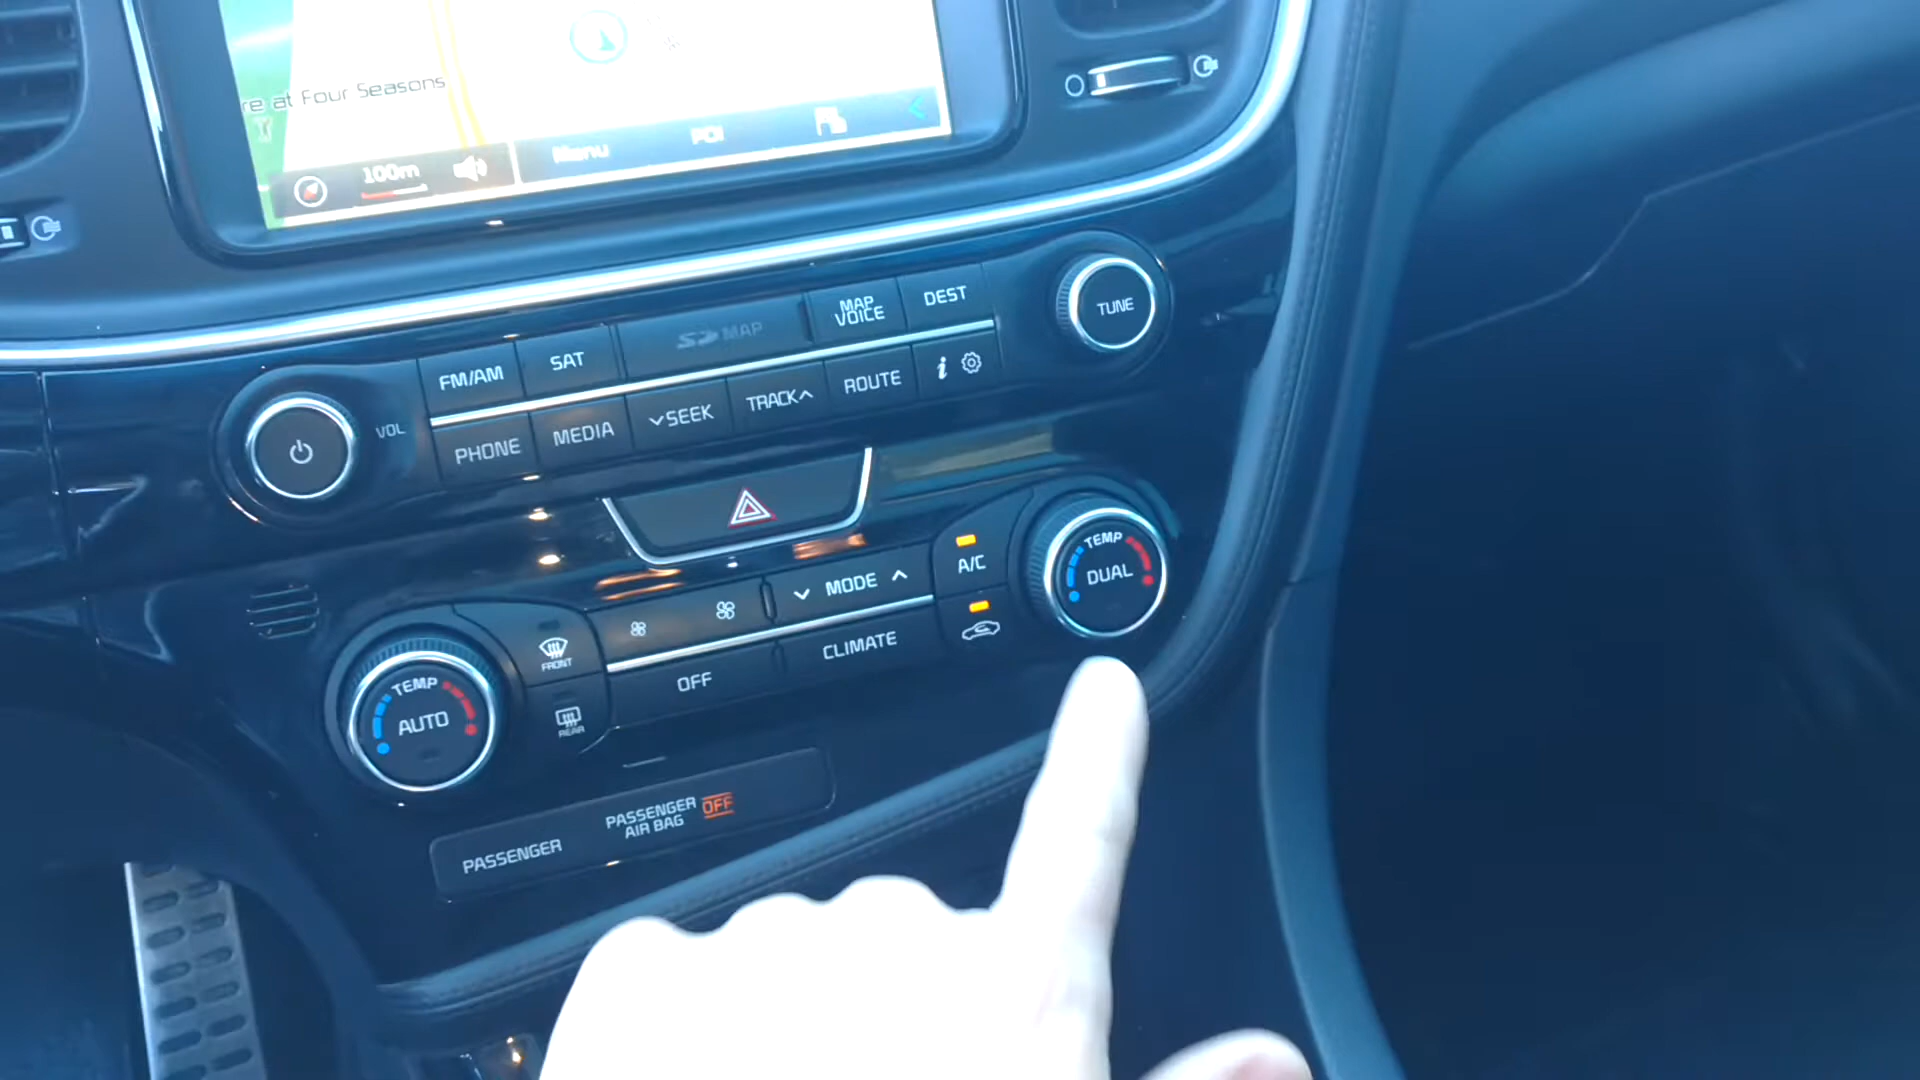 re at Four Seasons
100m
Menu
POI
MAP
VOICE
DEST
TUNE
FM/AM
SAT
SD MAP
VOL
PHONE
MEDIA
SEEK
TRACK
ROUTE
i
TEMP
DUAL
A/C
MODE
CLIMATE
FRONT
OFF
REAR
TEMP
AUTO
PASSENGER
PASSENGER OFF
AIR BAG